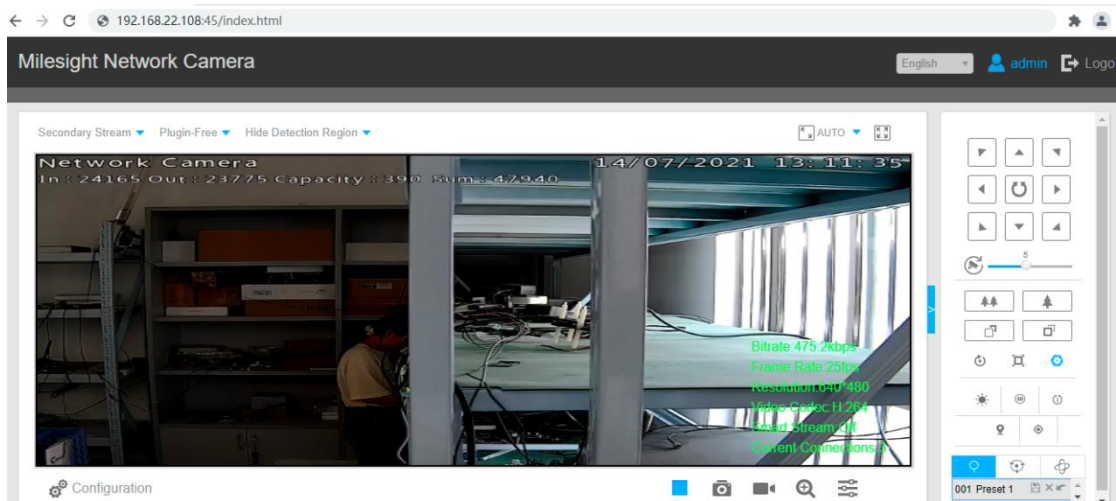 192.168.22.108:45/index.html
Milesight Network Camera
English
admin
Logo
Secondary Stream
Plugin-Free
Hide Detection Region
AUTO
Network Camera
14/07/2021 13:11:35
In : 24165 Out : 23775 Capacity : 390 Sum : 47940
5
Bitrate:475.2kbps
Frame Rate:25fps
Resolution:640*480
Video Codec:H.264
Smart Stream:Off
Current Connections:3
3D
Configuration
001 Preset 1